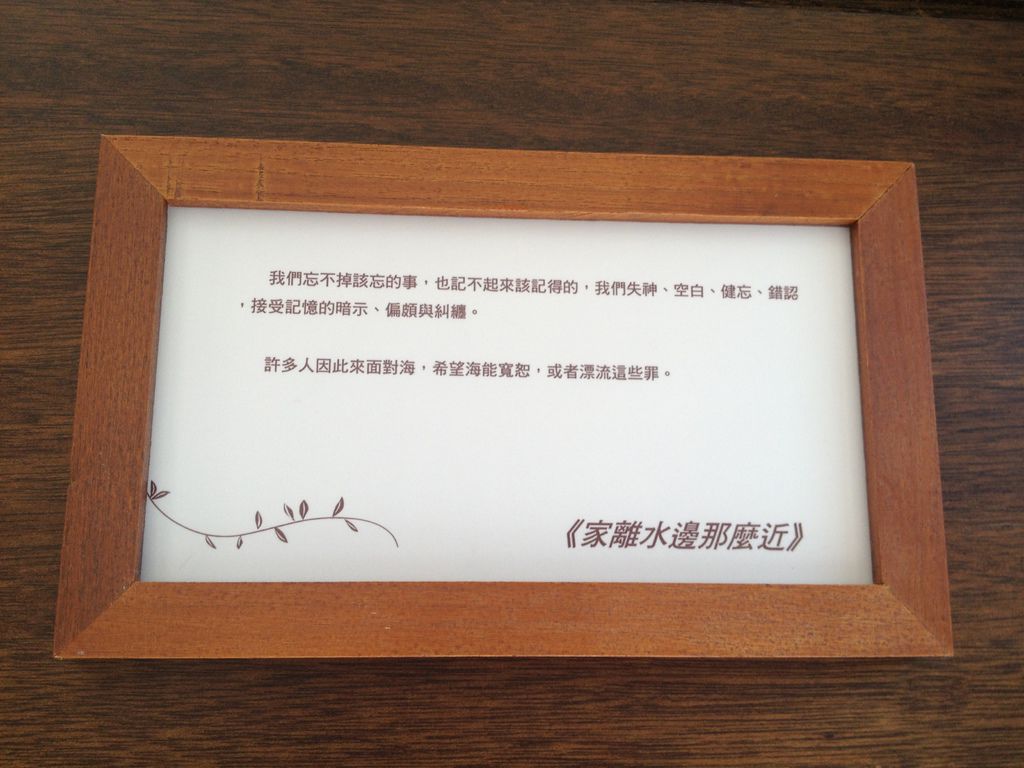 我們忘不掉該忘的事，也記不起來該記得的，我們失神、空白、健忘、錯認
，接受記憶的暗示、偏頗與糾纏。
許多人因此來面對海，希望海能寬恕，或者漂流這些罪。
《家離水邊那麼近》